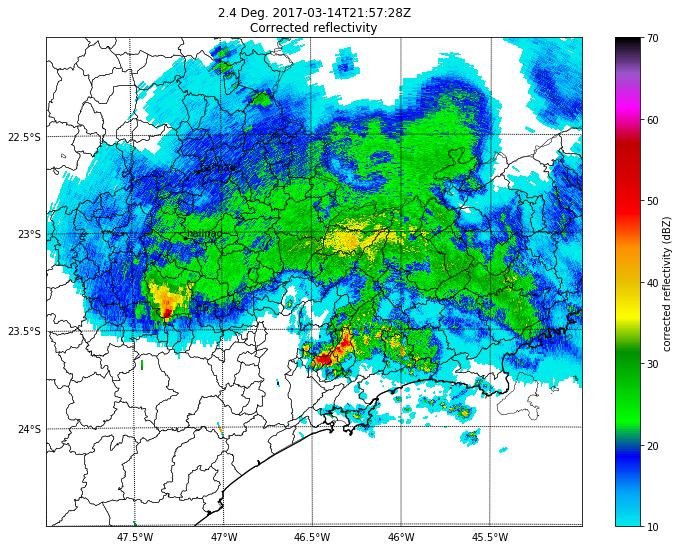 2.4 Deg. 2017-03-14T21:57:28Z
Corrected reflectivity
22.5°S
23°S
23.5°S
24°S
47.5°W
47°W
46.5°W
46°W
45.5°W
70
60
50
40
30
20
10
corrected reflectivity (dBZ)